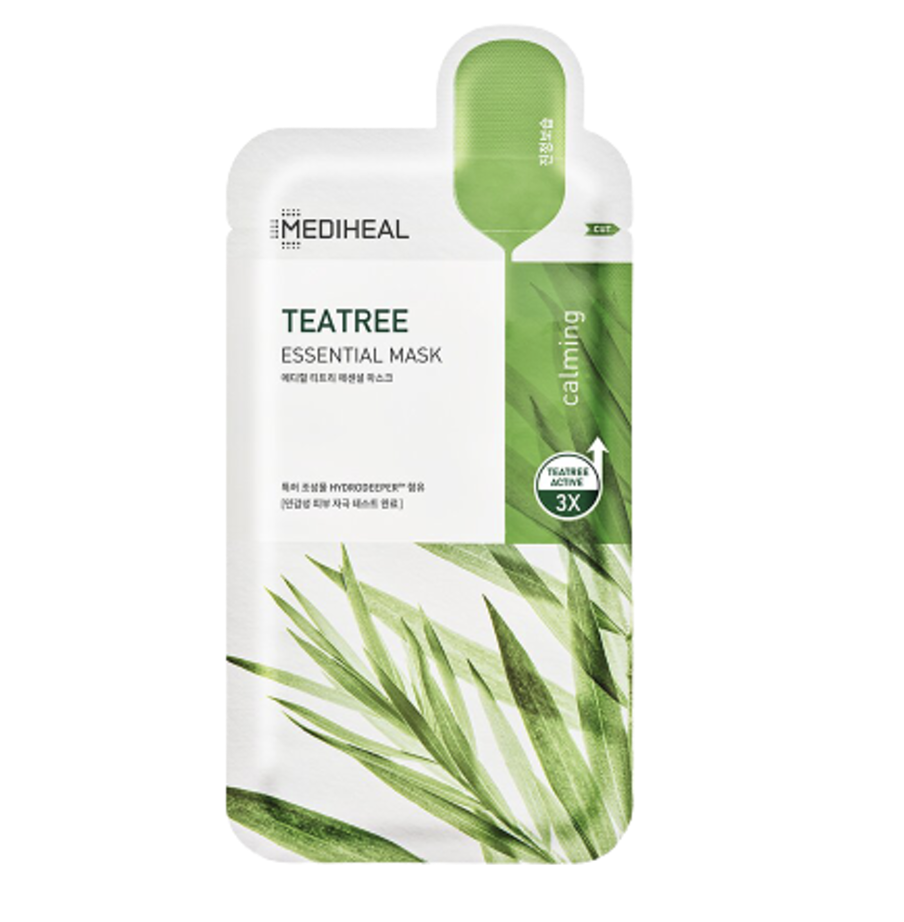 진정보습
MEDIHEAL
CUT
TEATREE
ESSENTIAL MASK
메디힐 티트리 에센셜 마스크
calming
TEATREE
ACTIVE
3X
특허 조성물 HYDRODEEPER™ 함유
[민감성 피부 자극 테스트 완료]